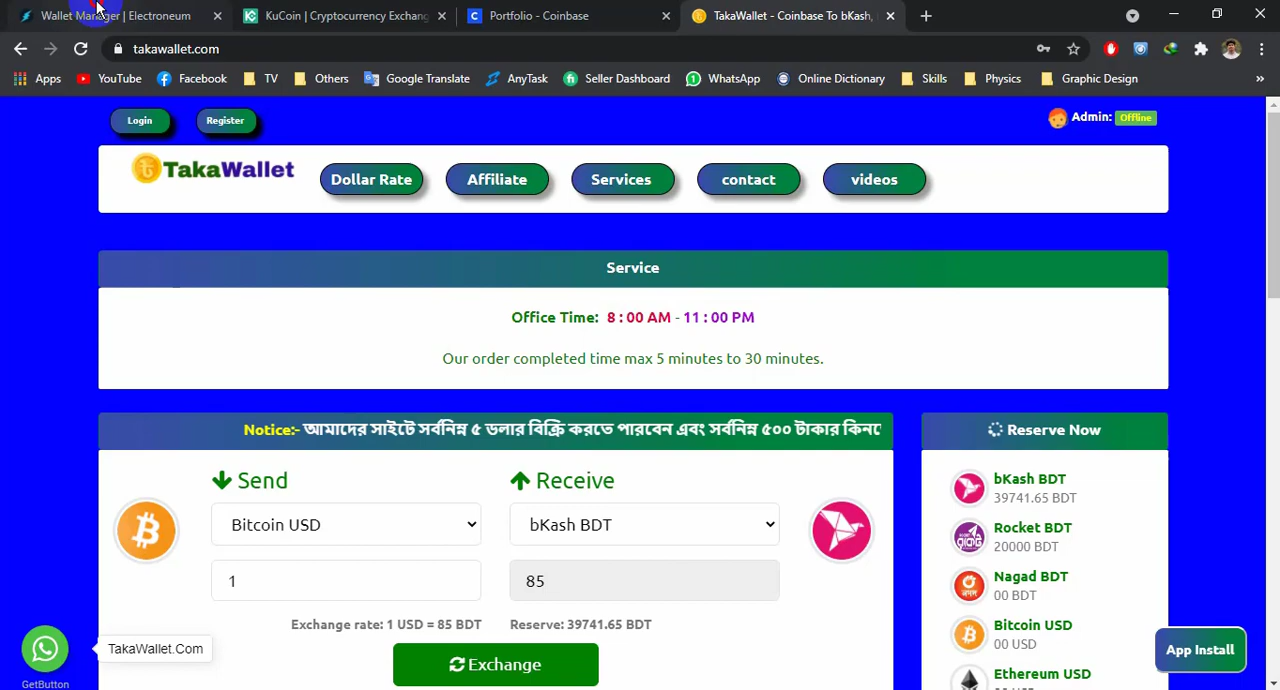 Wallet Manager | Electroneum
KuCoin | Cryptocurrency Exchang
Portfolio - Coinbase
TakaWallet - Coinbase To bKash,
takawallet.com
Apps YouTube Facebook TV Others Google Translate AnyTask Seller Dashboard WhatsApp Online Dictionary Skills Physics Graphic Design »
Login Register Admin: Offline
TakaWallet Dollar Rate Affiliate Services contact videos
Service
Office Time: 8 : 00 AM - 11 : 00 PM
Our order completed time max 5 minutes to 30 minutes.
Notice:- আমাদের সাইটে সর্বনিম্ন ৫ ডলার বিক্রি করতে পারবেন এবং সর্বনিম্ন ৫০০ টাকার
Send
Receive
Bitcoin USD
bKash BDT
1
85
Exchange rate: 1 USD = 85 BDT
Reserve: 39741.65 BDT
Exchange
Reserve Now
bKash BDT
39741.65 BDT
Rocket BDT
20000 BDT
Nagad BDT
00 BDT
Bitcoin USD
00 USD
Ethereum USD
TakaWallet.Com
GetButton
App Install